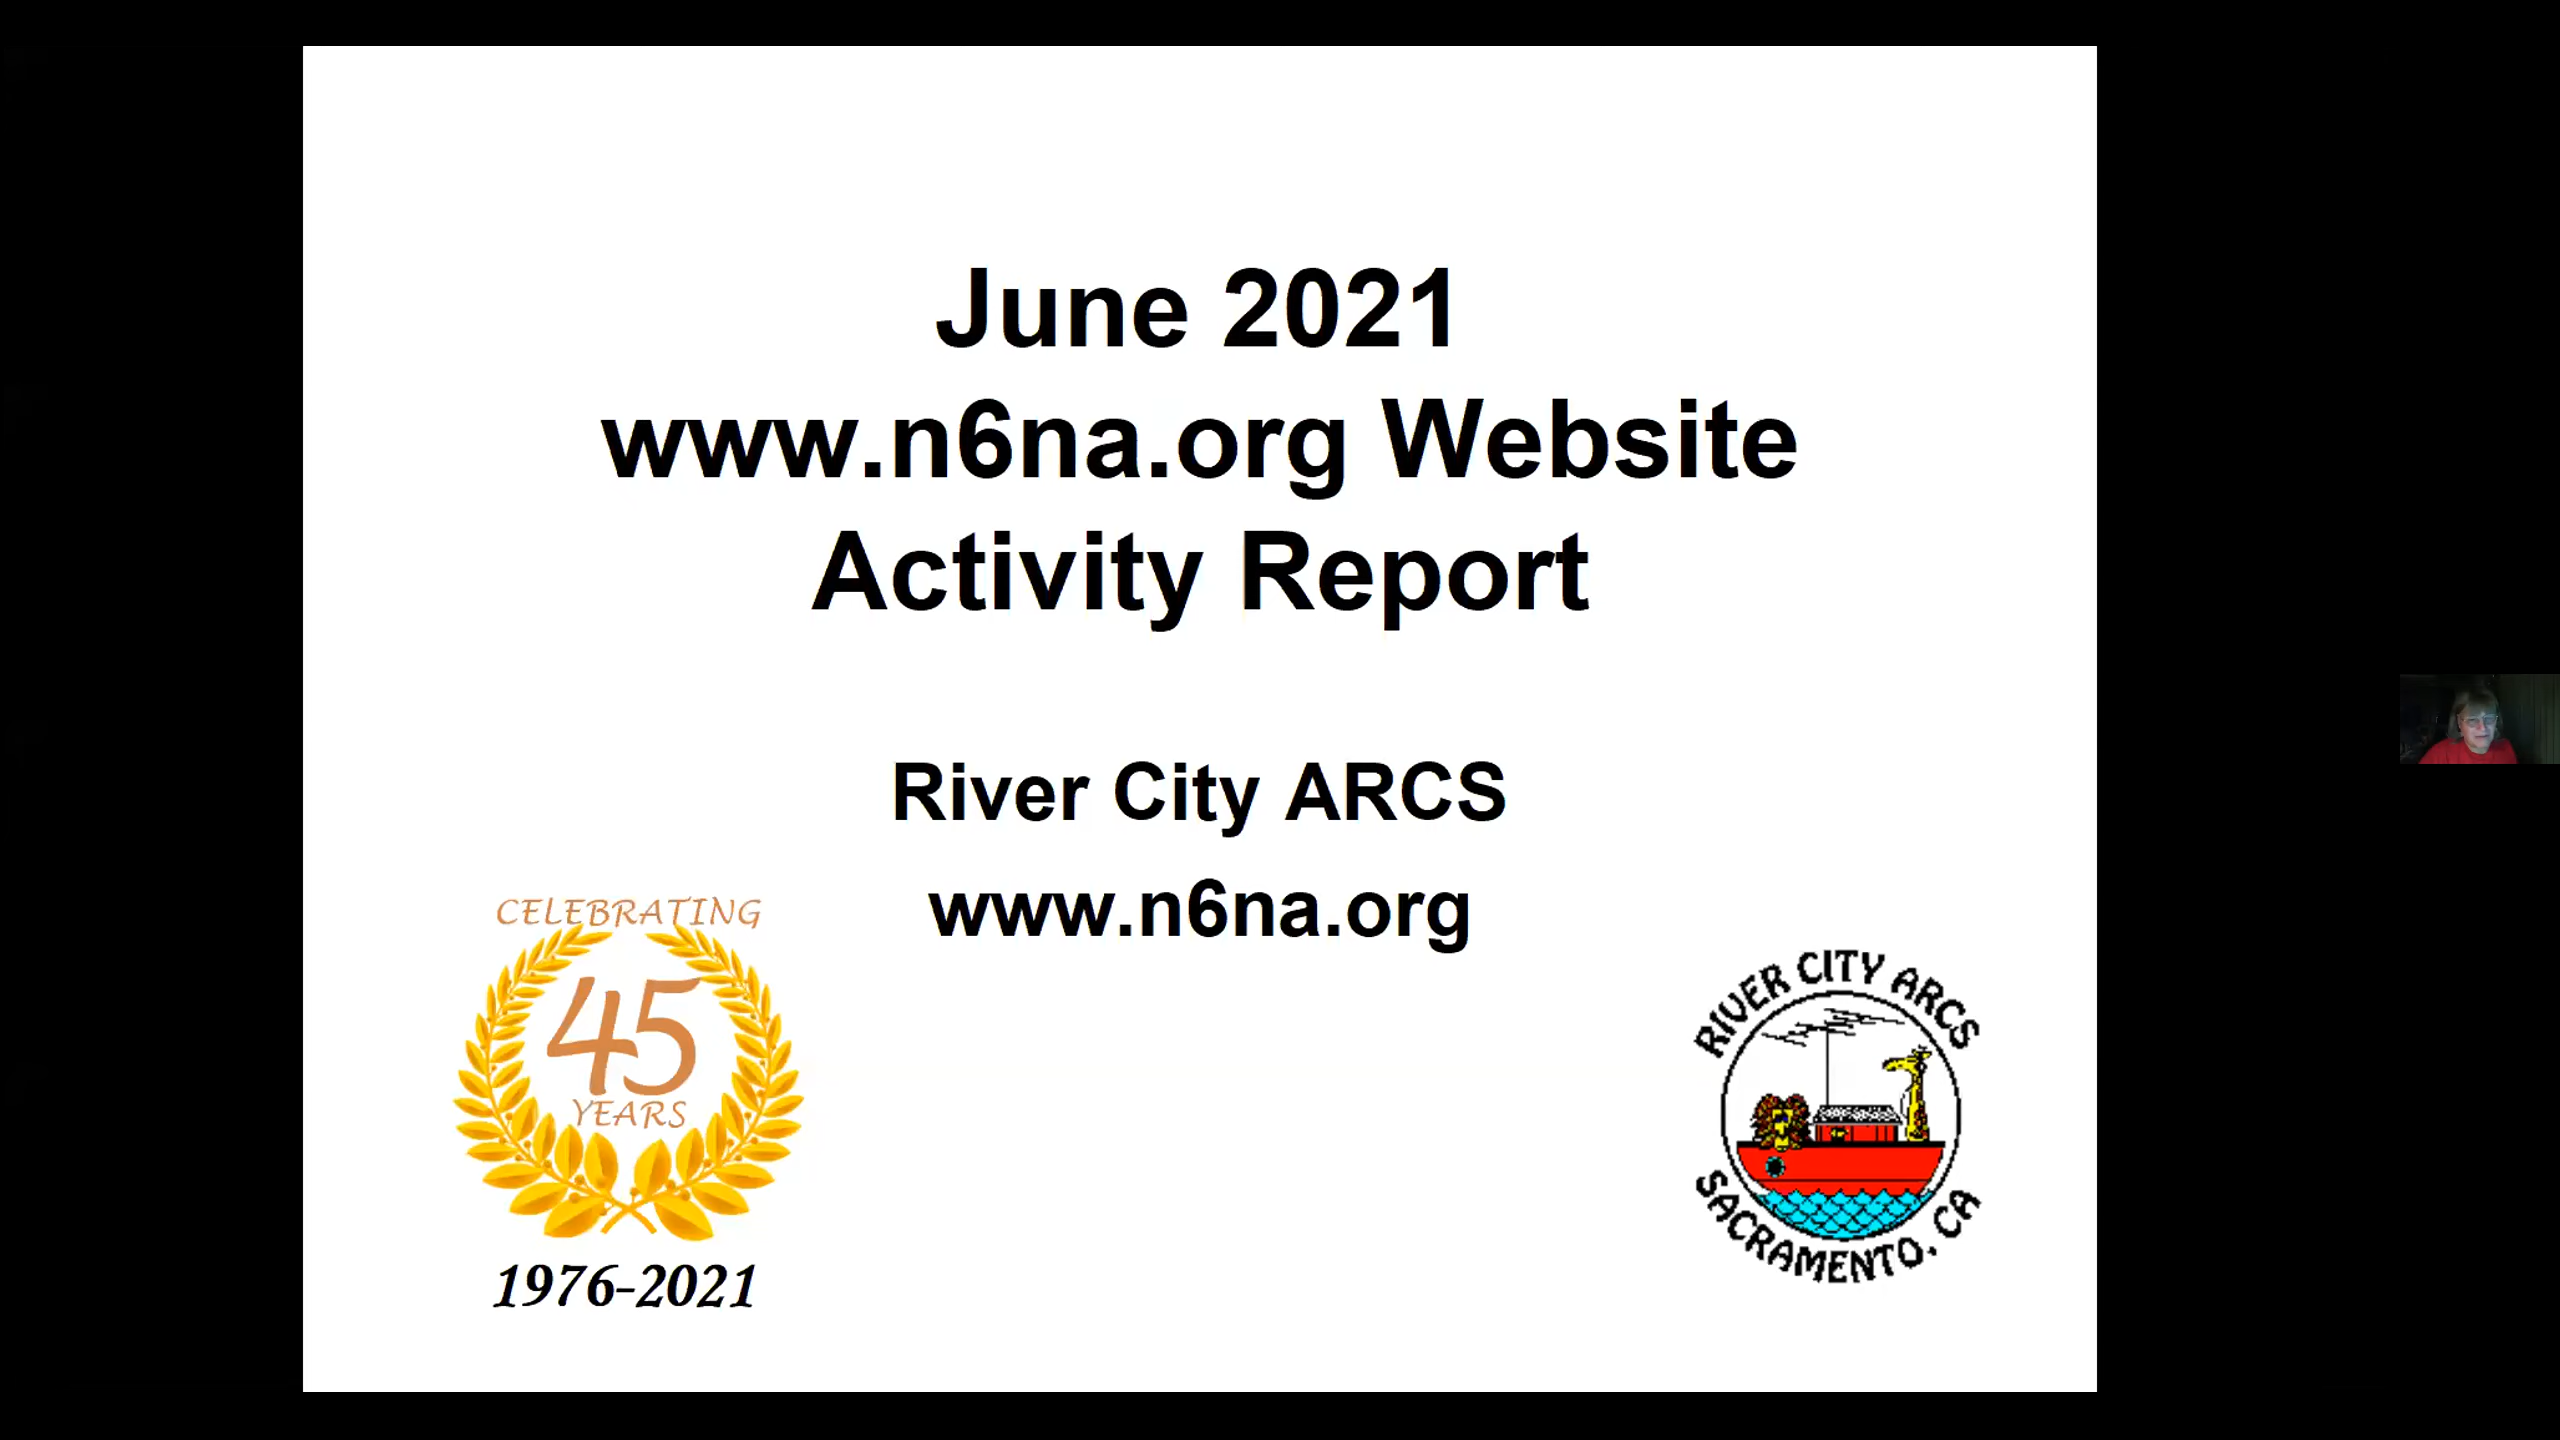 June 2021
www.n6na.org Website
Activity Report
River City ARCS
www.n6na.org
CELEBRATING
45
YEARS
1976-2021
RIVER CITY ARCS
SACRAMENTO, CA